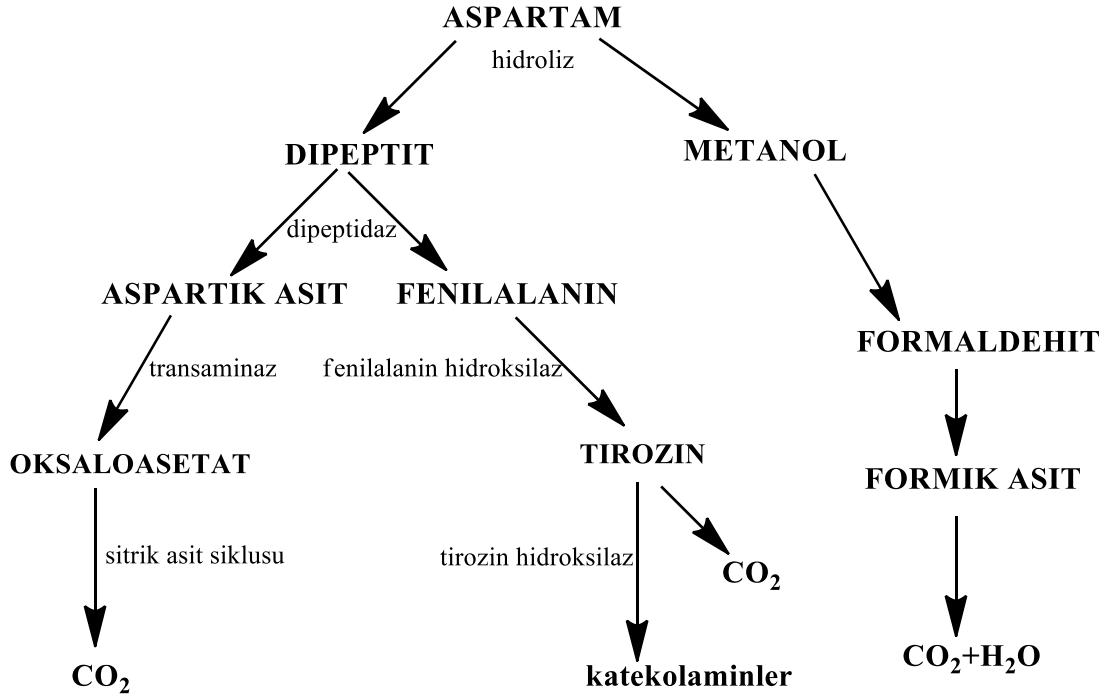 ASPARTAM
hidroliz
DIPEPTIT
METANOL
dipeptidaz
ASPARTIK ASIT
FENILALANIN
FORMALDEHIT
transaminaz
fenilalanin hidroksilaz
OKSALOASETAT
TIROZIN
FORMIK ASIT
sitrik asit siklusu
tirozin hidroksilaz
CO₂
CO₂+H₂O
CO₂
katekolaminler